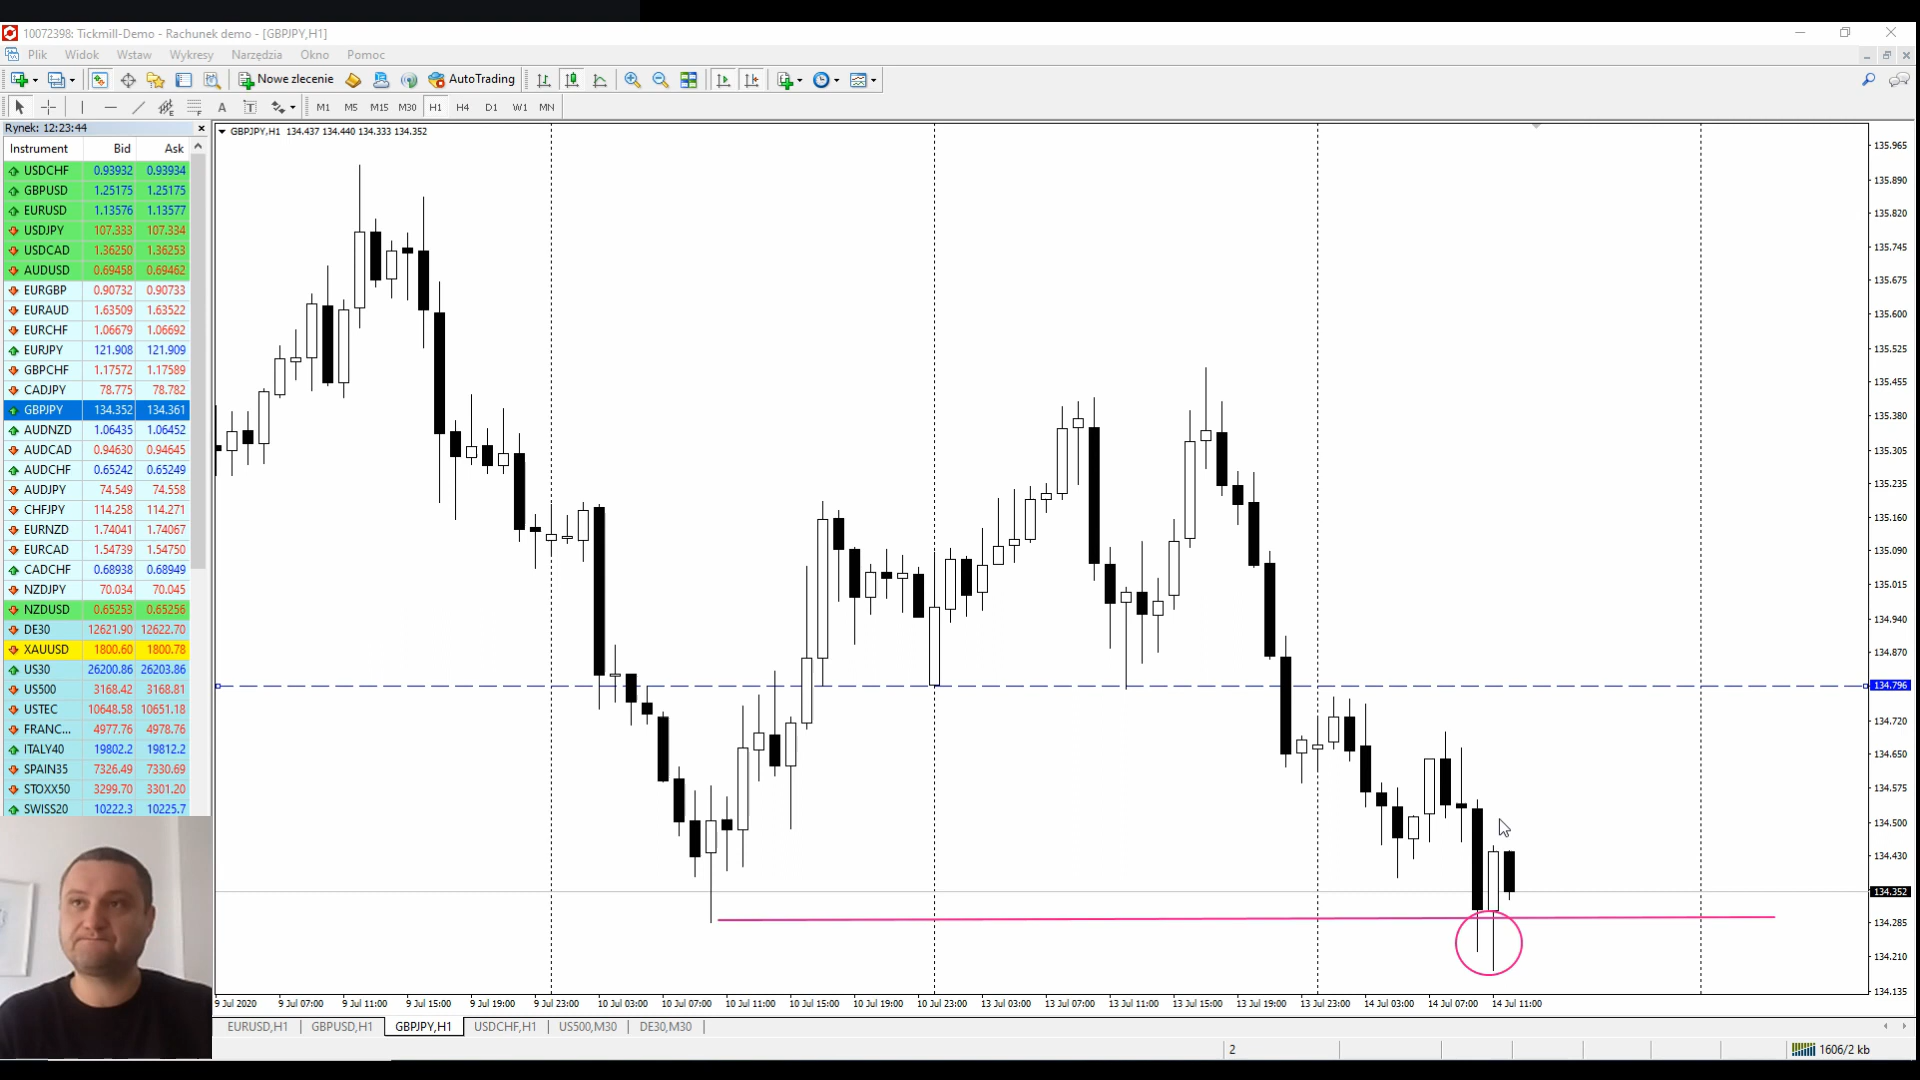 10072398: Tickmill-Demo - Rachunek demo - [GBPJPY,H1]
Plik Widok Wstaw Wykresy Narzędzia Okno Pomoc
Nowe zlecenie AutoTrading
A T M1 M5 M15 M30 H1 H4 D1 W1 MN
Rynek: 12:23:44
Instrument Bid Ask
USDCHF 0.93932 0.93934
GBPUSD 1.25175 1.25175
EURUSD 1.13576 1.13577
USDJPY 107.333 107.334
USDCAD 1.36250 1.36253
AUDUSD 0.69458 0.69462
EURGBP 0.90732 0.90733
EURAUD 1.63509 1.63522
EURCHF 1.06679 1.06692
EURJPY 121.908 121.909
GBPCHF 1.17572 1.17589
CADJPY 78.775 78.782
GBPJPY 134.352 134.361
AUDNZD 1.06435 1.06452
AUDCAD 0.94630 0.94645
AUDCHF 0.65242 0.65249
AUDJPY 74.549 74.558
CHFJPY 114.258 114.271
EURNZD 1.74041 1.74067
EURCAD 1.54739 1.54750
CADCHF 0.68938 0.68949
NZDJPY 70.034 70.045
NZDUSD 0.65253 0.65256
DE30 12621.90 12622.70
XAUUSD 1800.60 1800.78
US30 26200.86 26203.86
US500 3168.42 3168.81
USTEC 10648.58 10651.18
FRANC... 4977.76 4978.76
ITALY40 19802.2 19812.2
SPAIN35 7326.49 7330.69
STOXX50 3299.70 3301.20
SWISS20 10222.3 10225.7
GBPJPY,H1 134.437 134.440 134.333 134.352
135.965
135.890
135.820
135.745
135.675
135.600
135.525
135.455
135.380
135.305
135.235
135.160
135.090
135.015
134.940
134.870
134.796
134.720
134.650
134.575
134.500
134.430
134.352
134.285
134.210
134.135
9 Jul 2020 9 Jul 07:00 9 Jul 11:00 9 Jul 15:00 9 Jul 19:00 9 Jul 23:00 10 Jul 03:00 10 Jul 07:00 10 Jul 11:00 10 Jul 15:00 10 Jul 19:00 10 Jul 23:00 13 Jul 03:00 13 Jul 07:00 13 Jul 11:00 13 Jul 15:00 13 Jul 19:00 13 Jul 23:00 14 Jul 03:00 14 Jul 07:00 14 Jul 11:00
EURUSD,H1 GBPUSD,H1 GBPJPY,H1 USDCHF,H1 US500,M30 DE30,M30
2 1606/2 kb